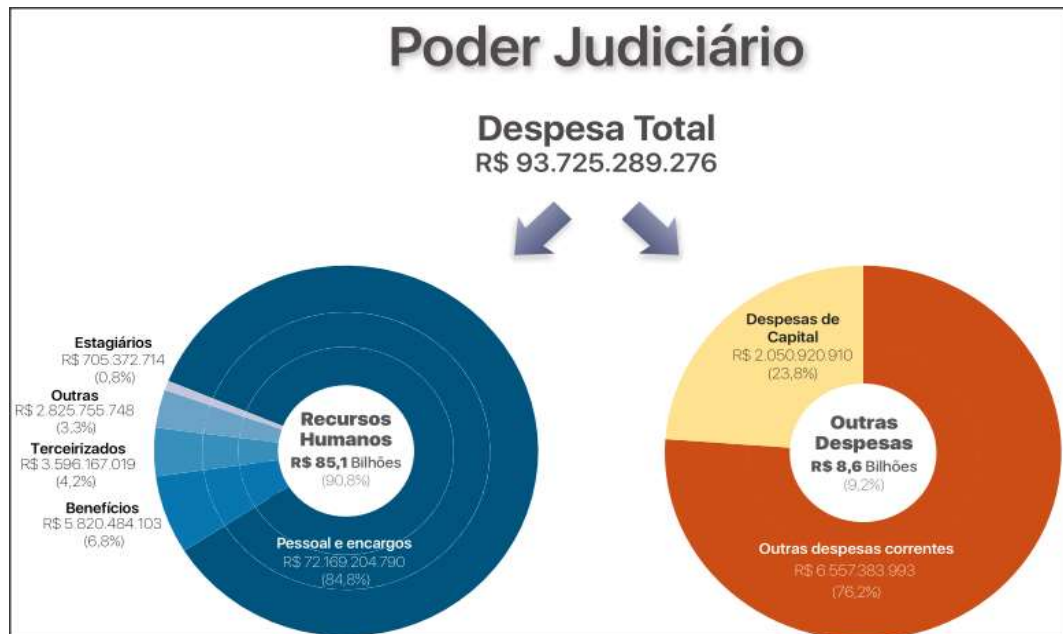 Poder Judiciário
Despesa Total
R$ 93.725.289.276
Estagiários
R$ 705.372.714
(0,8%)
Outras
R$ 2.825.755.748
(3,3%)
Terceirizados
R$ 3.596.167.019
(4,2%)
Benefícios
R$ 5.820.484.103
(6,8%)
Recursos
Humanos
R$ 85,1 Bilhões
(90,8%)
Pessoal e encargos
R$ 72.169.204.790
(84,8%)
Despesas de
Capital
R$ 2.050.920.910
(23,8%)
Outras
Despesas
R$ 8,6 Bilhões
(9,2%)
Outras despesas correntes
R$ 6.557.383.993
(76,2%)